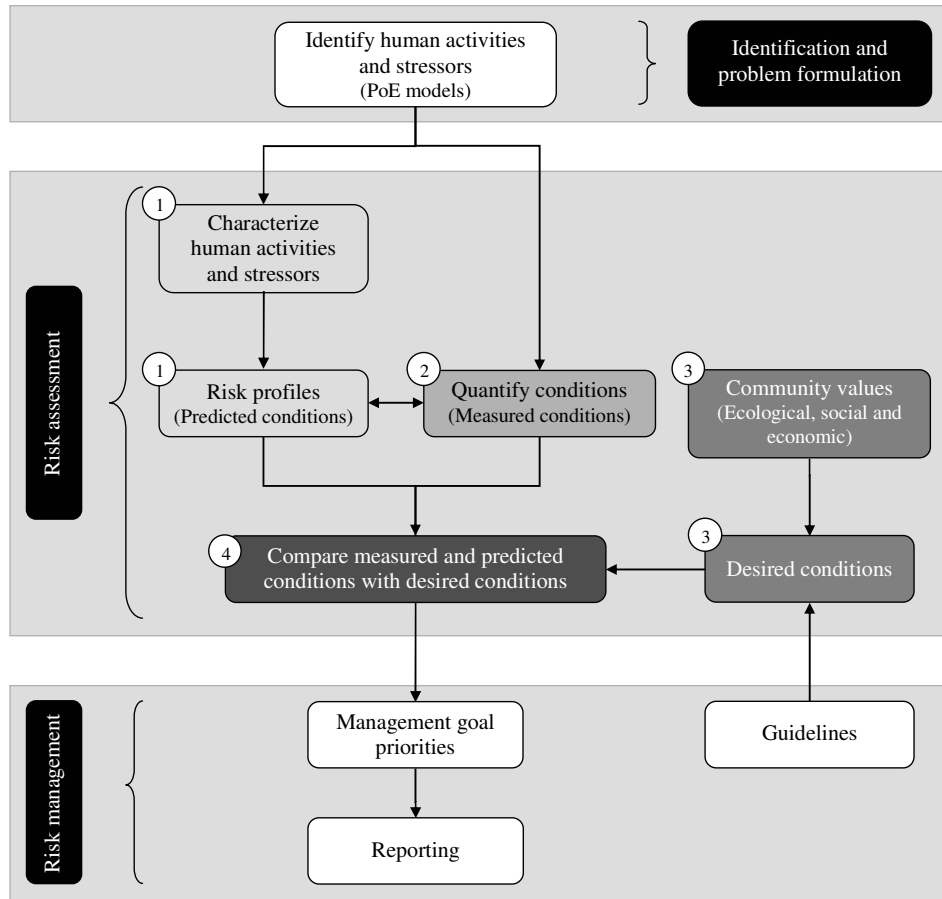 Identify human activities
and stressors
(PoE models)
Identification and
problem formulation
Risk assessment
1
Characterize
human activities
and stressors
1
Risk profiles
(Predicted conditions)
2
Quantify conditions
(Measured conditions)
3
Community values
(Ecological, social and
economic)
4
Compare measured and predicted
conditions with desired conditions
3
Desired conditions
Risk management
Management goal
priorities
Guidelines
Reporting